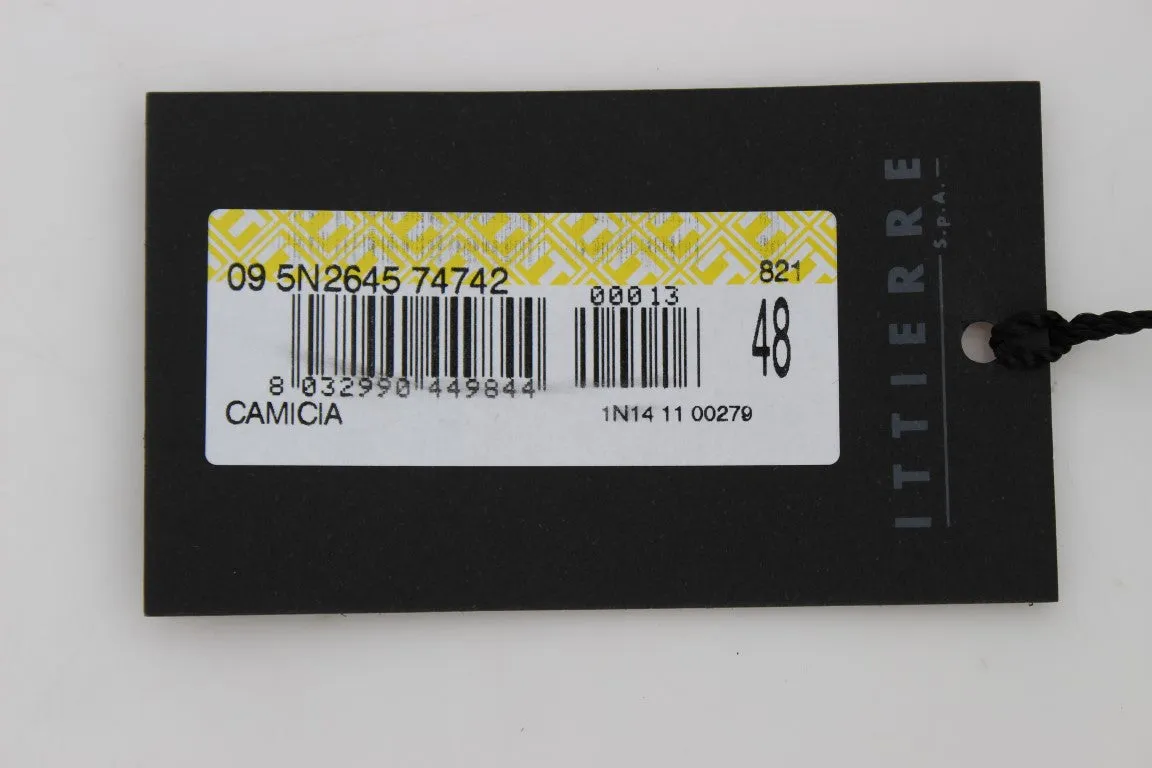 09 5N2645 74742
821
00013
48
8 032990 449844
CAMICIA
1N14 11 00279
ITTIERRE
S.p.A.